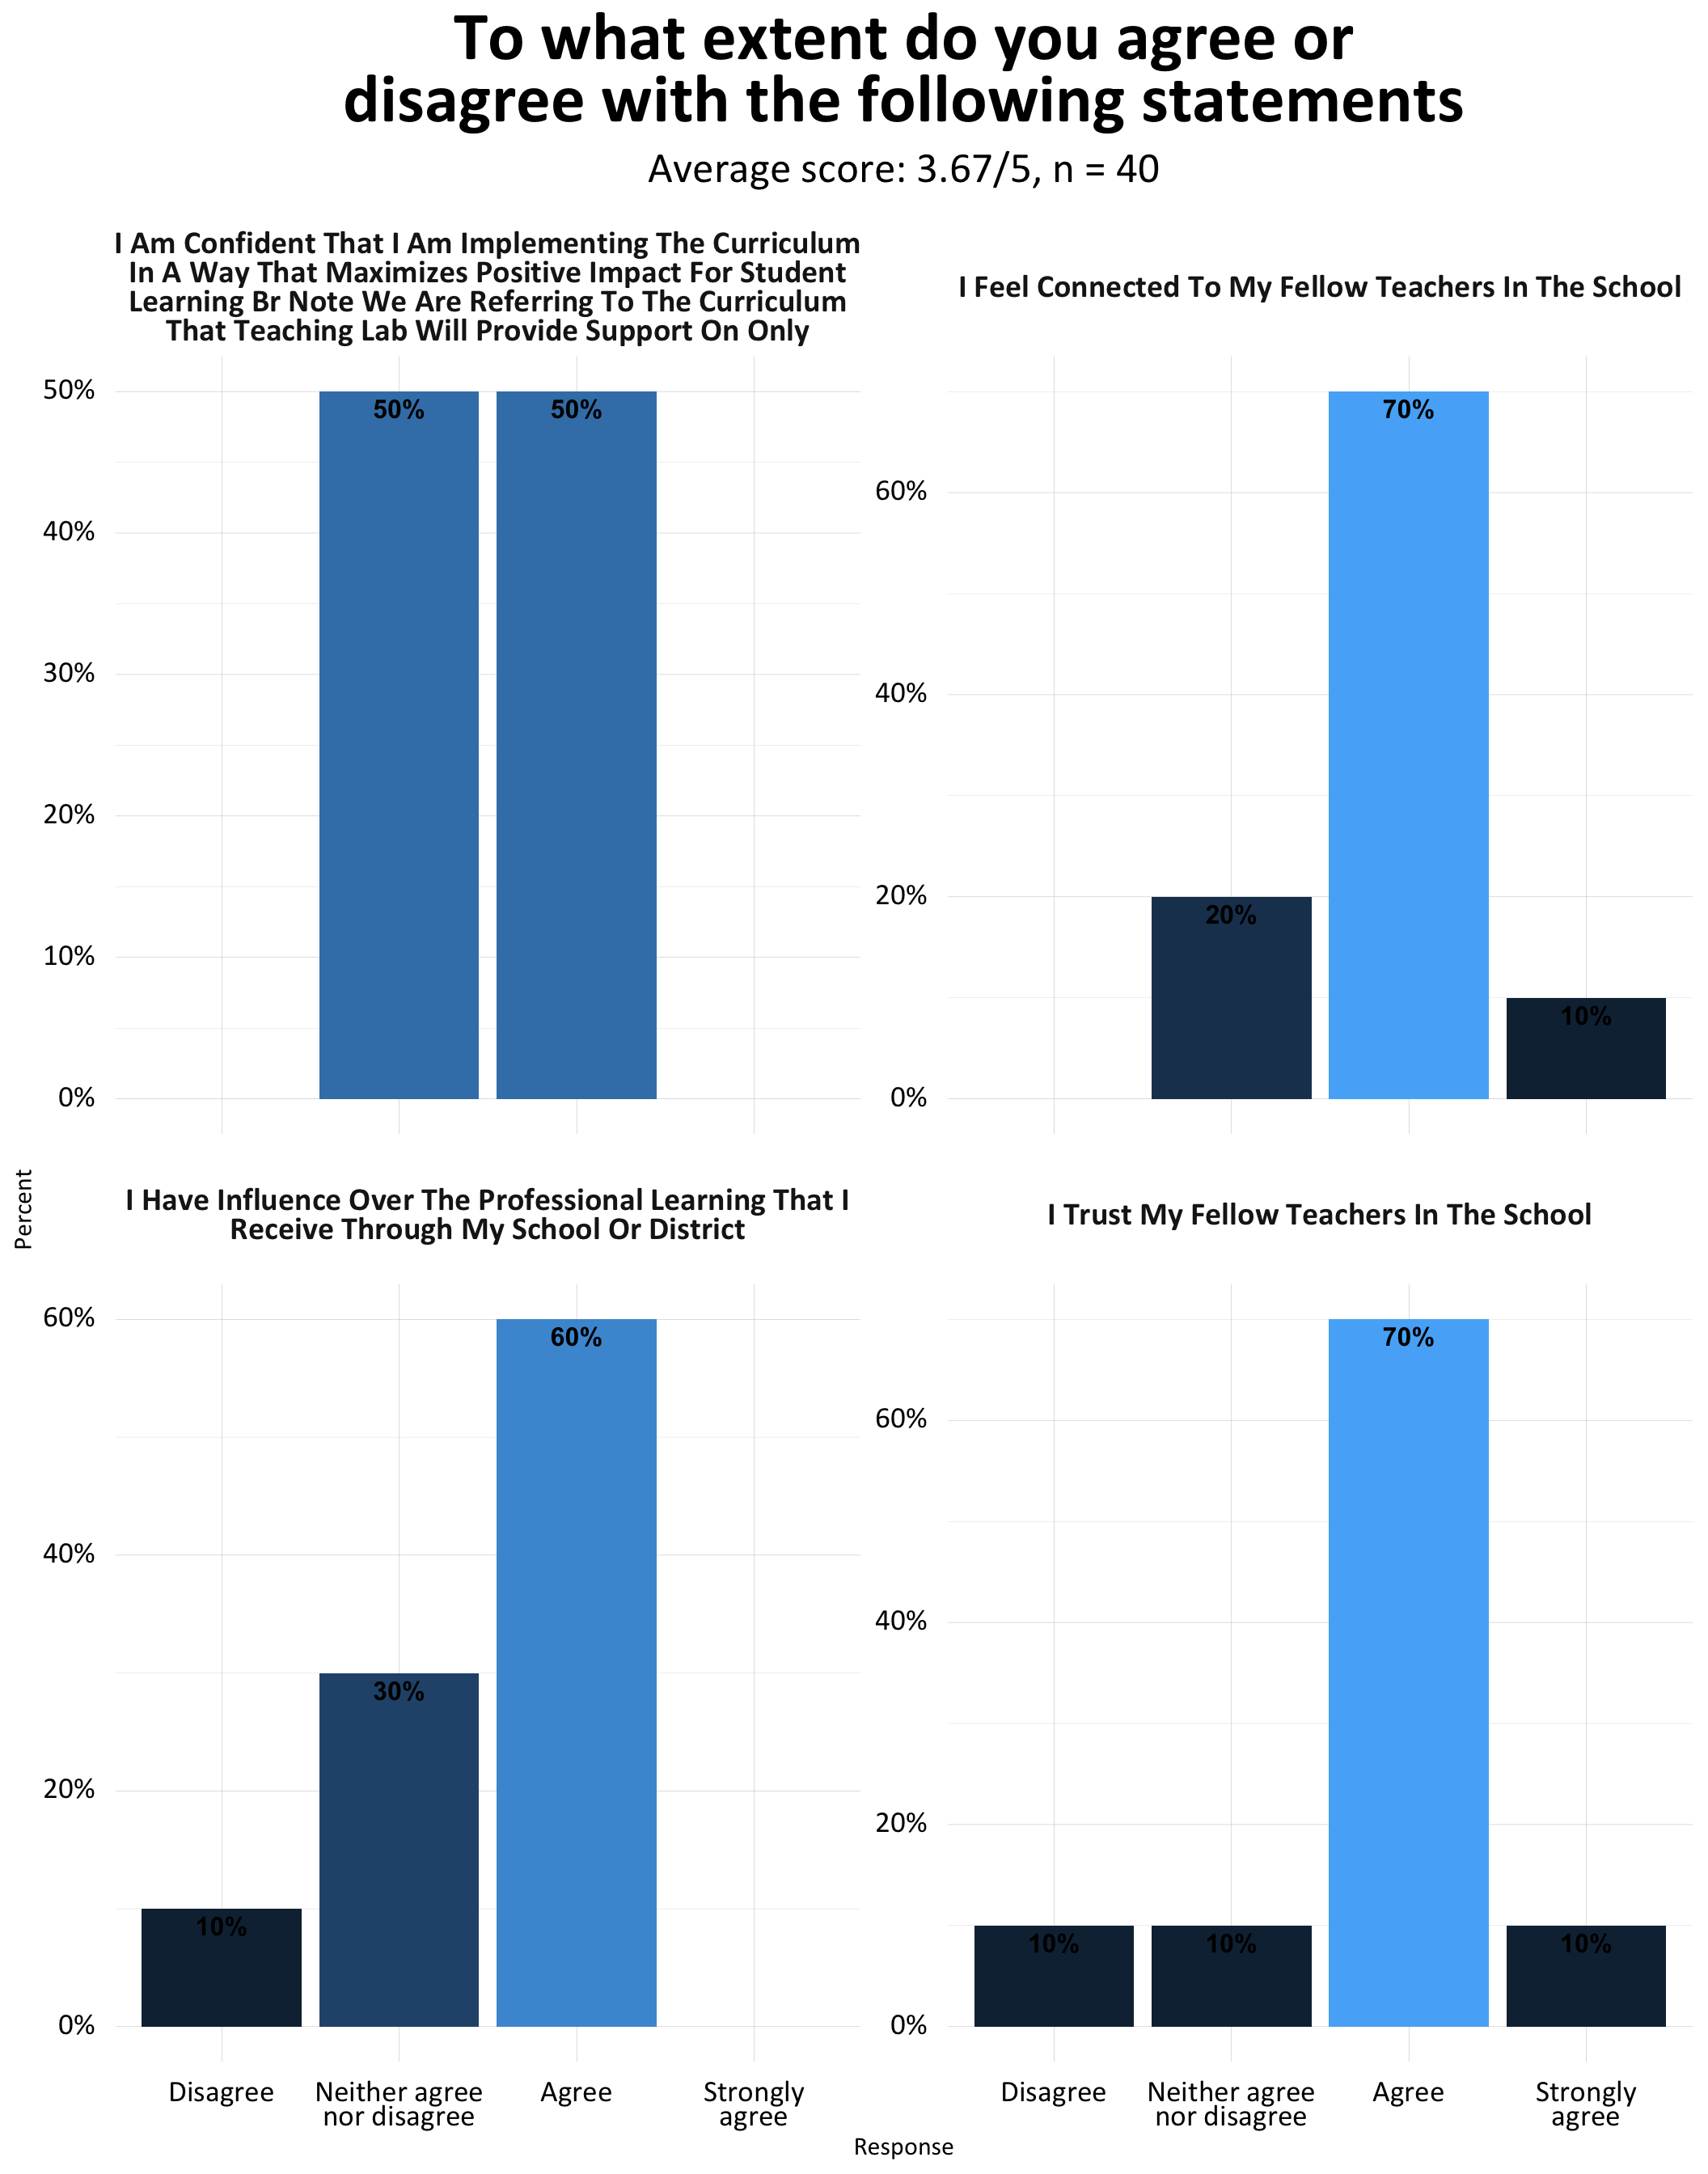 To what extent do you agree or
disagree with the following statements
Average score: 3.67/5, n = 40
I Am Confident That I Am Implementing The Curriculum
In A Way That Maximizes Positive Impact For Student
Learning Br Note We Are Referring To The Curriculum
That Teaching Lab Will Provide Support On Only
50%
40%
30%
20%
10%
0%
50%
50%
I Feel Connected To My Fellow Teachers In The School
60%
40%
20%
0%
20%
70%
10%
Percent
I Have Influence Over The Professional Learning That I
Receive Through My School Or District
60%
40%
20%
0%
10%
30%
60%
I Trust My Fellow Teachers In The School
60%
40%
20%
0%
10%
10%
70%
10%
Disagree
Neither agree
nor disagree
Agree
Strongly
agree
Disagree
Neither agree
nor disagree
Agree
Strongly
agree
Response